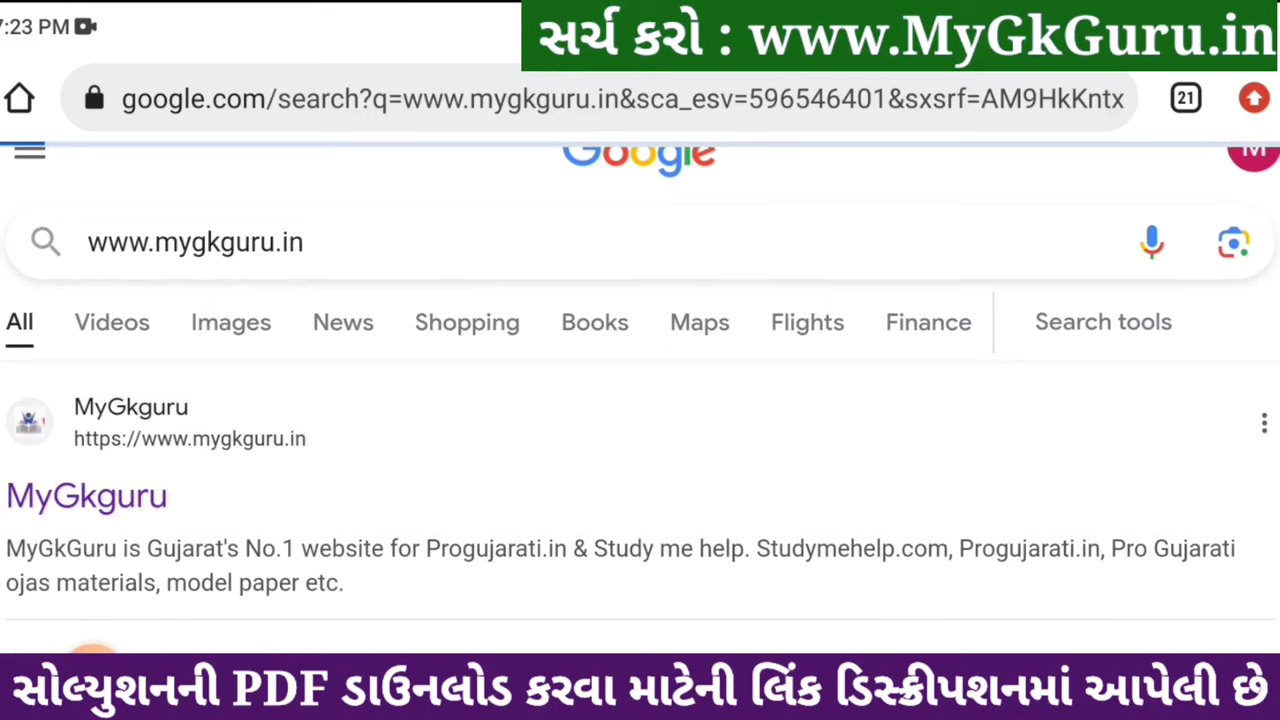 7:23 PM
સર્ચ કરો : www.MyGkGuru.in
google.com/search?q=www.mygkguru.in&sca_esv=596546401&sxsrf=AM9HkKntx
21
Google
M
www.mygkguru.in
All Videos Images News Shopping Books Maps Flights Finance Search tools
MyGkguru
https://www.mygkguru.in
MyGkguru
MyGkGuru is Gujarat's No.1 website for Progujarati.in & Study me help. Studymehelp.com, Progujarati.in, Pro Gujarati
ojas materials, model paper etc.
સોલ્યુશનની PDF ડાઉનલોડ કરવા માટેની લિંક ડિસ્ક્રીપશનમાં આપેલી છે